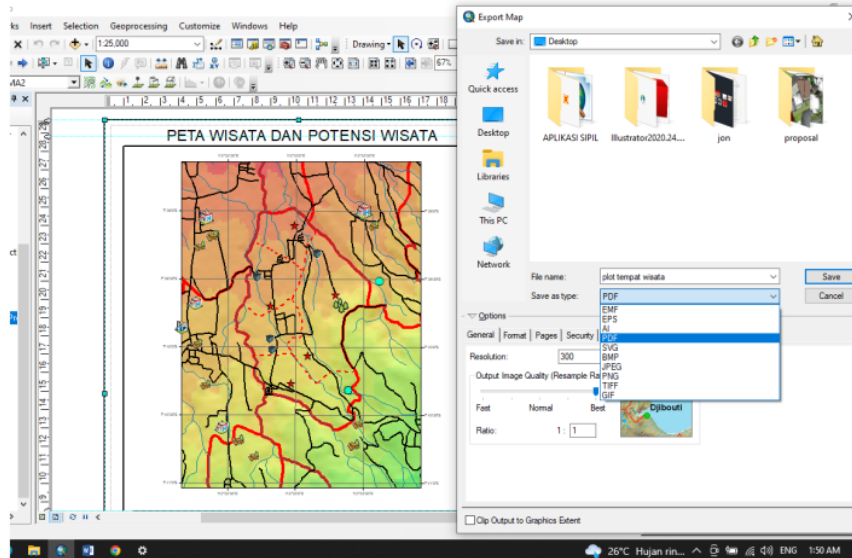 ks Insert Selection Geoprocessing Customize Windows Help
1:25,000
Drawing
67%
MA2
PETA WISATA DAN POTENSI WISATA
Export Map
Save in:
Desktop
Quick access
Desktop
Libraries
This PC
Network
APLIKASI SIPIL
Illustrator2020.24....
jon
proposal
File name:
plot tempat wisata
Save
Save as type:
PDF
Cancel
EMF
EPS
AI
PDF
SVG
BMP
JPEG
PNG
TIFF
GIF
Options
General Format Pages Security
Resolution:
300
Output Image Quality (Resample Ra
Fast Normal Best
Ratio:
1 : 1
Djibouti
Clip Output to Graphics Extent
26°C Hujan rin...
ENG
1:50 AM